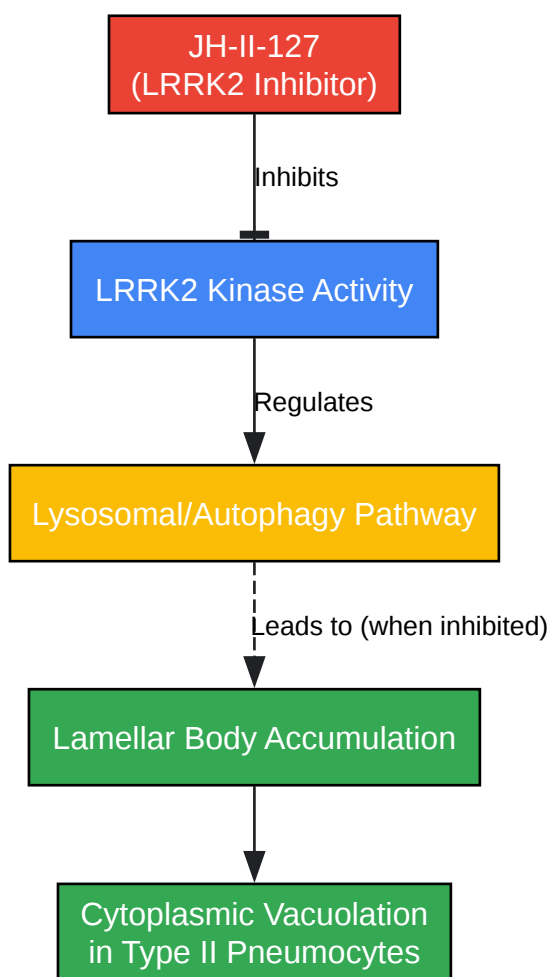 JH-II-127
(LRRK2 Inhibitor)
Inhibits
LRRK2 Kinase Activity
Regulates
Lysosomal/Autophagy Pathway
Leads to (when inhibited)
Lamellar Body Accumulation
Cytoplasmic Vacuolation
in Type II Pneumocytes